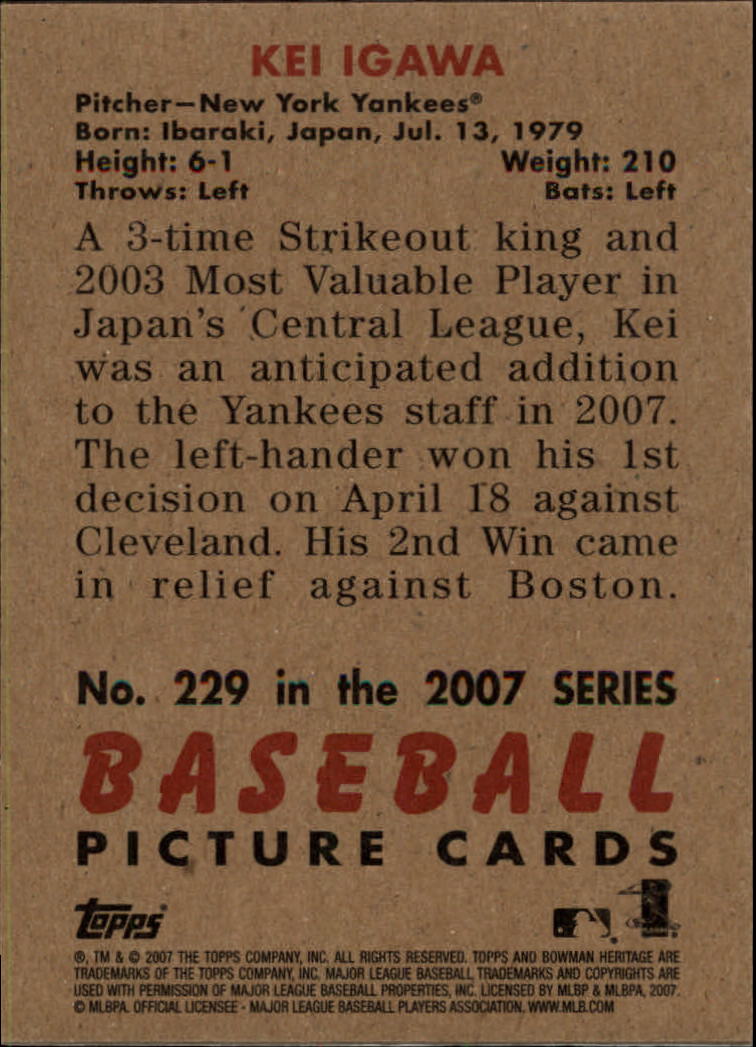 KEI IGAWA
Pitcher—New York Yankees®
Born: Ibaraki, Japan, Jul. 13, 1979
Height: 6-1 Weight: 210
Throws: Left Bats: Left
A 3-time Strikeout king and
2003 Most Valuable Player in
Japan's Central League, Kei
was an anticipated addition
to the Yankees staff in 2007.
The left-hander won his 1st
decision on April 18 against
Cleveland. His 2nd Win came
in relief against Boston.
No. 229 in the 2007 SERIES
BASEBALL
PICTURE CARDS
Topps
®, TM & © 2007 THE TOPPS COMPANY, INC. ALL RIGHTS RESERVED. TOPPS AND BOWMAN HERITAGE ARE
TRADEMARKS OF THE TOPPS COMPANY, INC. MAJOR LEAGUE BASEBALL TRADEMARKS AND COPYRIGHTS ARE
USED WITH PERMISSION OF MAJOR LEAGUE BASEBALL PROPERTIES, INC. LICENSED BY MLBP & MLBPA, 2007.
© MLBPA. OFFICIAL LICENSEE - MAJOR LEAGUE BASEBALL PLAYERS ASSOCIATION. WWW.MLB.COM